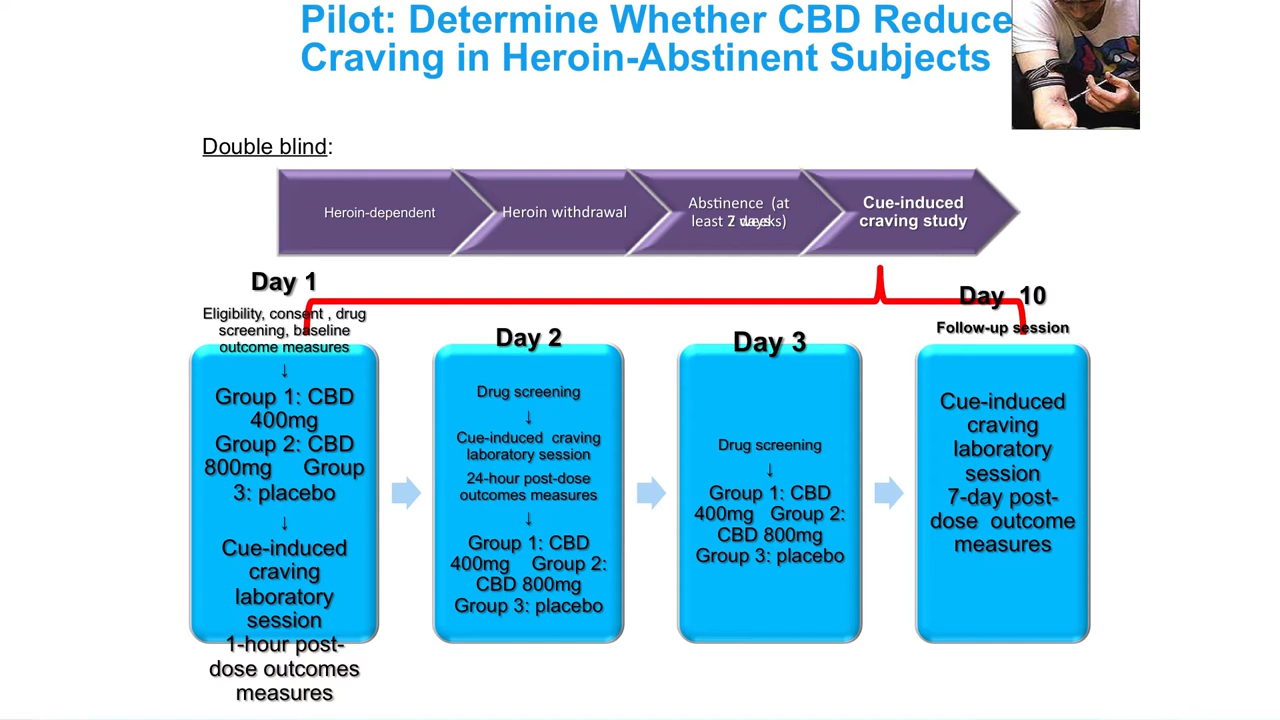 Pilot: Determine Whether CBD Reduce
Craving in Heroin-Abstinent Subjects
Double blind:
Heroin-dependent
Heroin withdrawal
Abstinence (at
least
Cue-induced
craving study
Day 1
Eligibility, consent , drug
screening, baseline
outcome measures
↓
Group 1: CBD
400mg
Group 2: CBD
800mg Group
3: placebo
↓
Cue-induced
craving
laboratory
session
1-hour post-
dose outcomes
measures
Day 2
Drug screening
↓
Cue-induced craving
laboratory session
24-hour post-dose
outcomes measures
↓
Group 1: CBD
400mg Group 2:
CBD 800mg
Group 3: placebo
Day 3
Drug screening
↓
Group 1: CBD
400mg Group 2:
CBD 800mg
Group 3: placebo
Day 10
Follow-up session
Cue-induced
craving
laboratory
session
7-day post-
dose outcome
measures